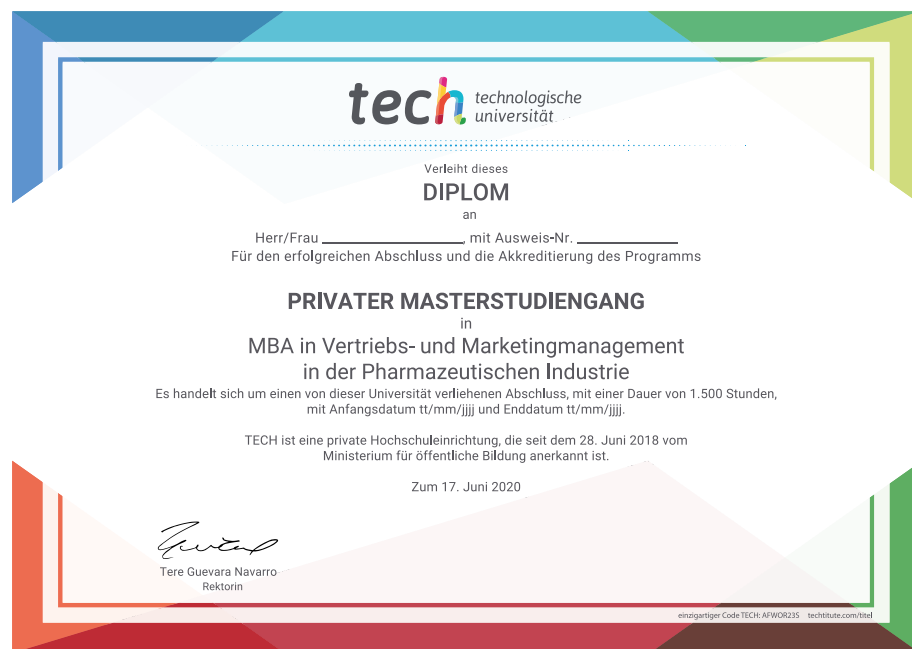 tech technologische
universität
Verleiht dieses
DIPLOM
an
Herr/Frau ____________________, mit Ausweis-Nr. ______________
Für den erfolgreichen Abschluss und die Akkreditierung des Programms
PRIVATER MASTERSTUDIENGANG
in
MBA in Vertriebs- und Marketingmanagement
in der Pharmazeutischen Industrie
Es handelt sich um einen von dieser Universität verliehenen Abschluss, mit einer Dauer von 1.500 Stunden,
mit Anfangsdatum tt/mm/jjjj und Enddatum tt/mm/jjjj.
TECH ist eine private Hochschuleinrichtung, die seit dem 28. Juni 2018 vom
Ministerium für öffentliche Bildung anerkannt ist.
Zum 17. Juni 2020
Tere Guevara Navarro
Rektorin
einzigartiger Code TECH: AFWOR23S techtitute.com/titel